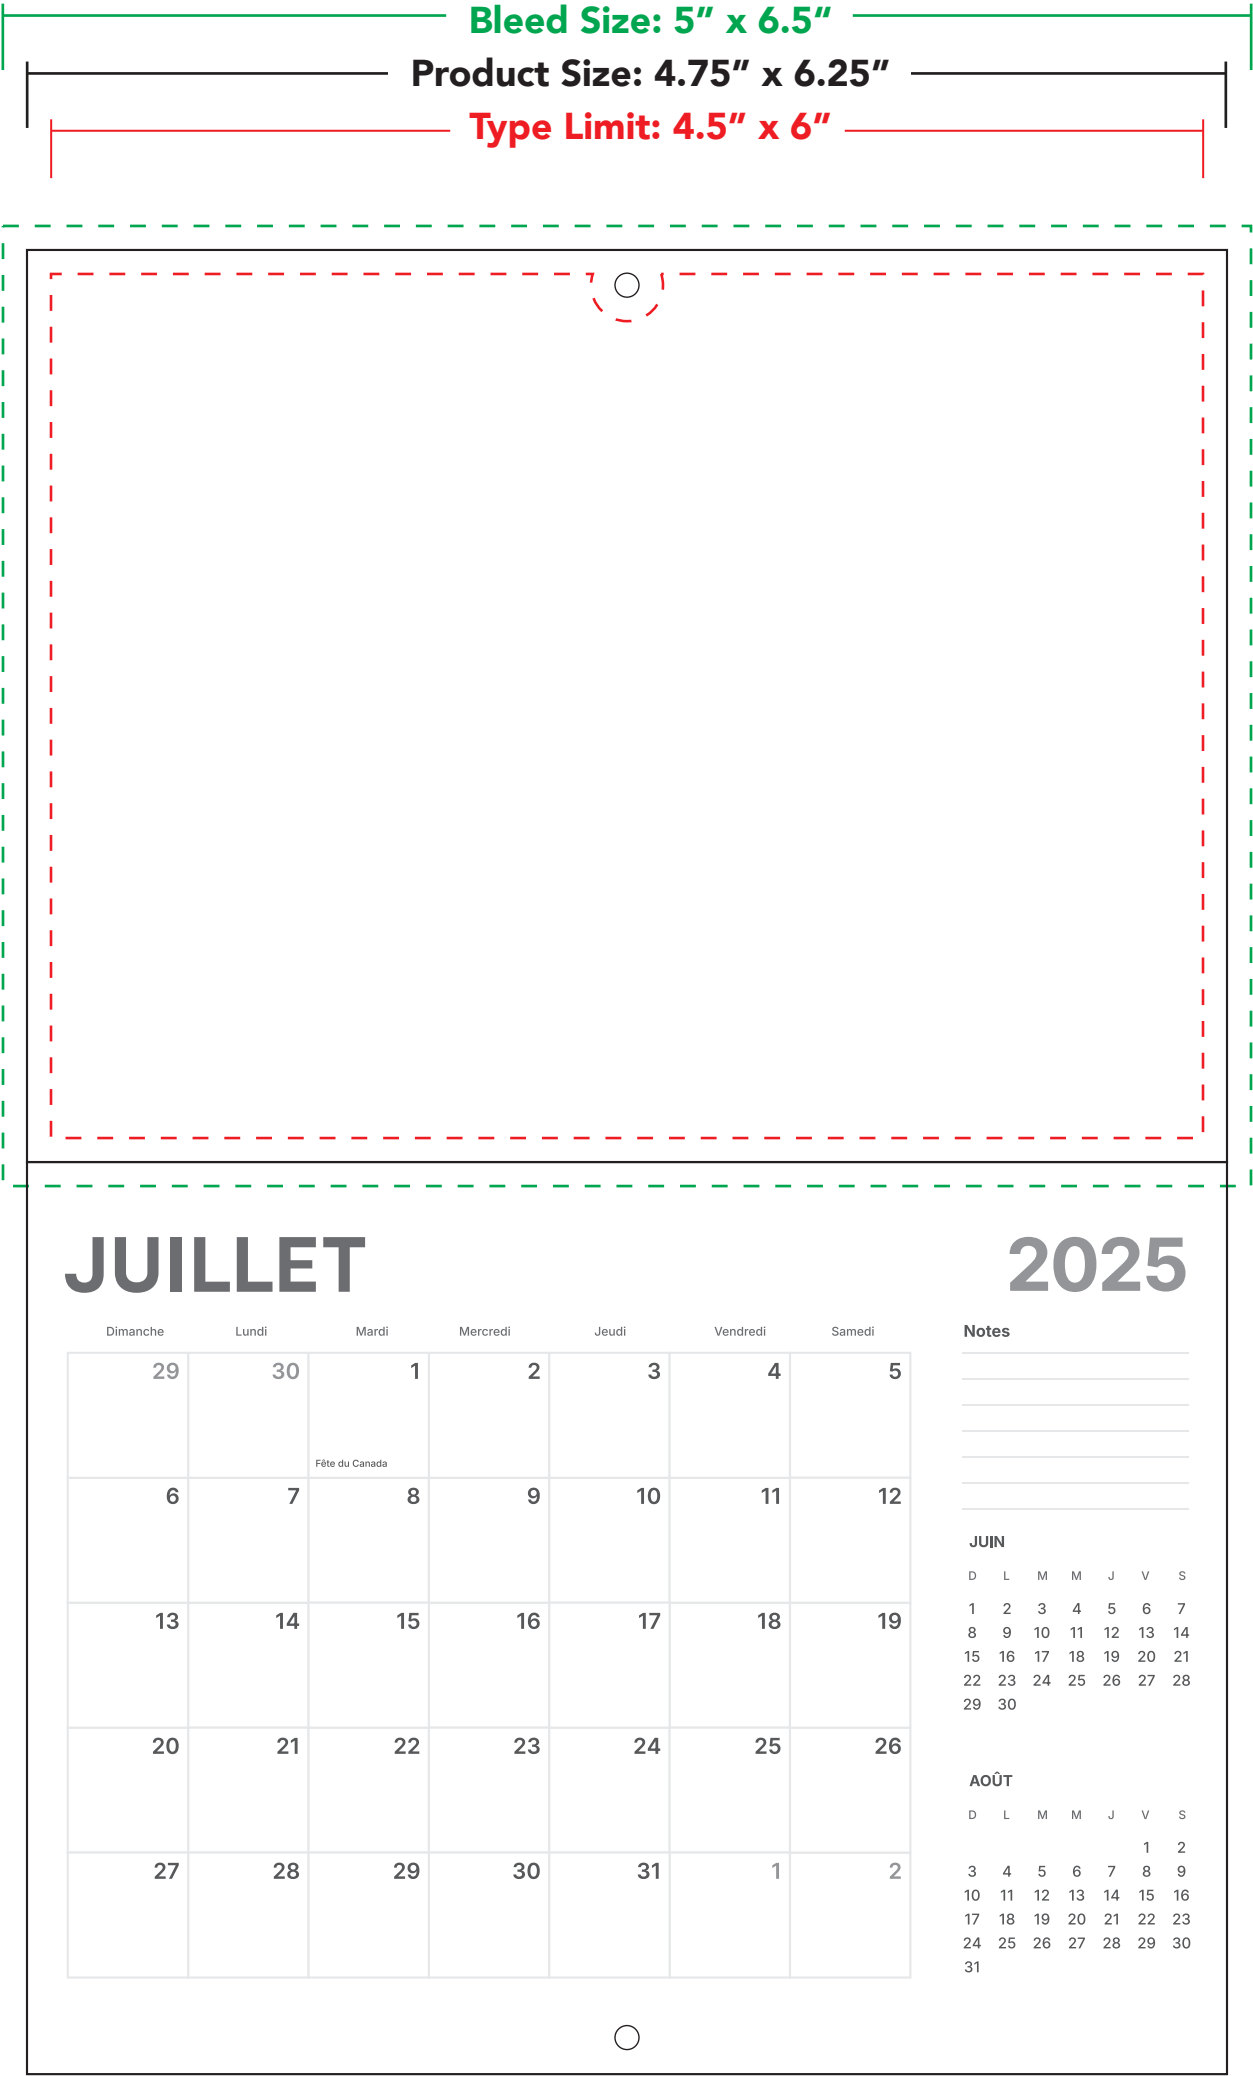 Bleed Size: 5” x 6.5”
Product Size: 4.75” x 6.25”
Type Limit: 4.5” x 6”
JUILLET 2025
Dimanche Lundi Mardi Mercredi Jeudi Vendredi Samedi
29 30 1 2 3 4 5
Fête du Canada
6 7 8 9 10 11 12
13 14 15 16 17 18 19
20 21 22 23 24 25 26
27 28 29 30 31 1 2
Notes
JUIN
D L M M J V S
1 2 3 4 5 6 7
8 9 10 11 12 13 14
15 16 17 18 19 20 21
22 23 24 25 26 27 28
29 30
AOÛT
D L M M J V S
1 2
3 4 5 6 7 8 9
10 11 12 13 14 15 16
17 18 19 20 21 22 23
24 25 26 27 28 29 30
31